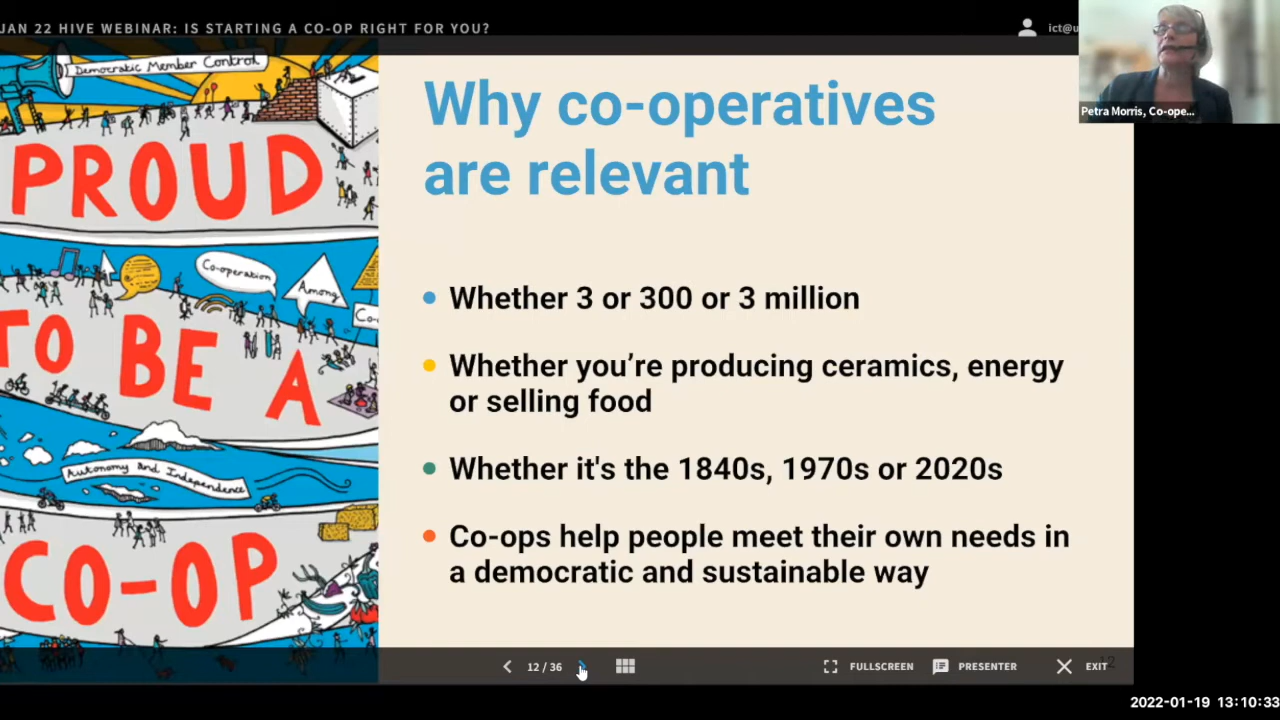 JAN 22 HIVE WEBINAR: IS STARTING A CO-OP RIGHT FOR YOU?
ict@u
Petra Morris, Co-ope...
Democratic Member Control
PROUD
Co-operation
Among
Co-
TO BE A
Autonomy and Independence
CO-OP
Why co-operatives
are relevant
Whether 3 or 300 or 3 million
Whether you're producing ceramics, energy
or selling food
Whether it's the 1840s, 1970s or 2020s
Co-ops help people meet their own needs in
a democratic and sustainable way
12 / 36
FULLSCREEN
PRESENTER
EXIT
12
2022-01-19 13:10:33